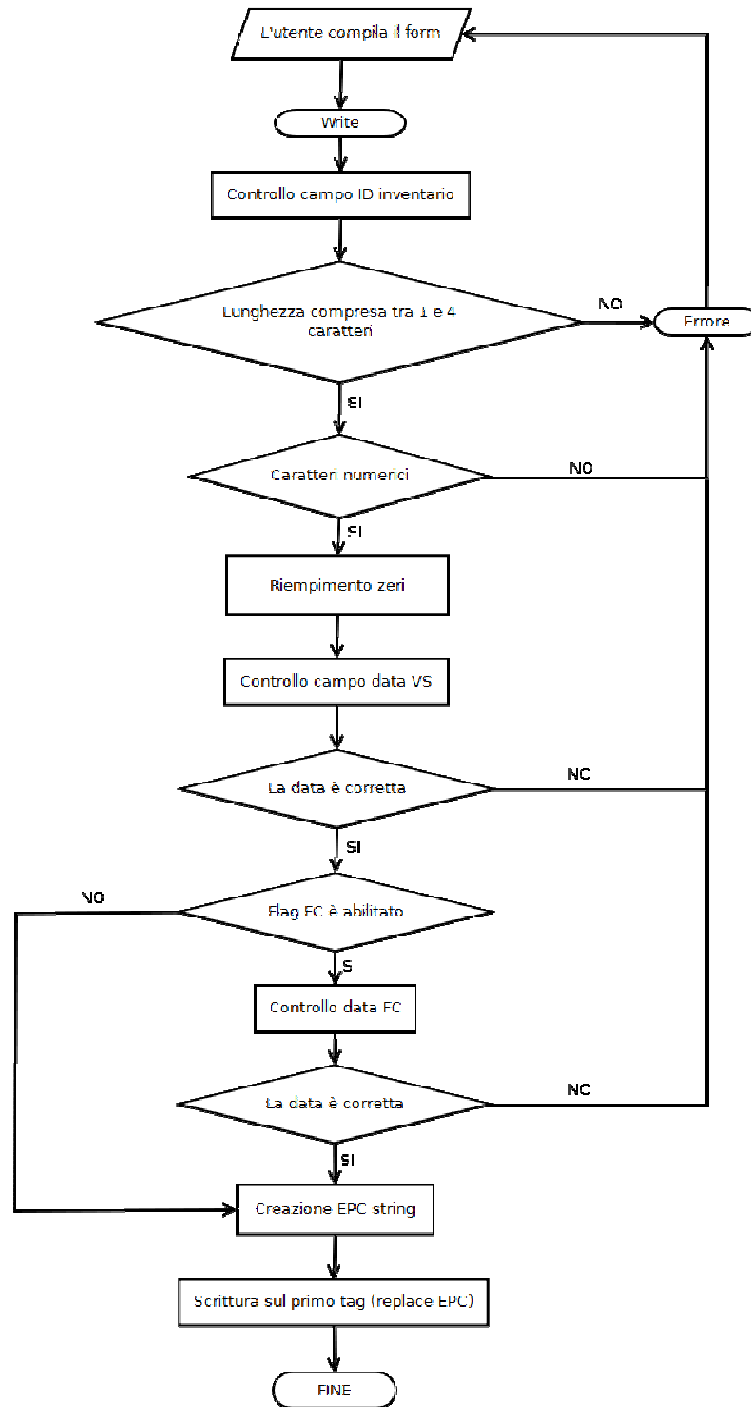 L'utente compila il form
Write
Controllo campo ID inventario
Lunghezza compresa tra 1 e 4
caratteri
NO
Errore
SI
Caratteri numerici
NO
SI
Riempimento zeri
Controllo campo data VS
La data è corretta
NO
SI
NO
Flag FC è abilitato
S
Controllo data FC
La data è corretta
NO
SI
Creazione EPC string
Scrittura sul primo tag (replace EPC)
FINE